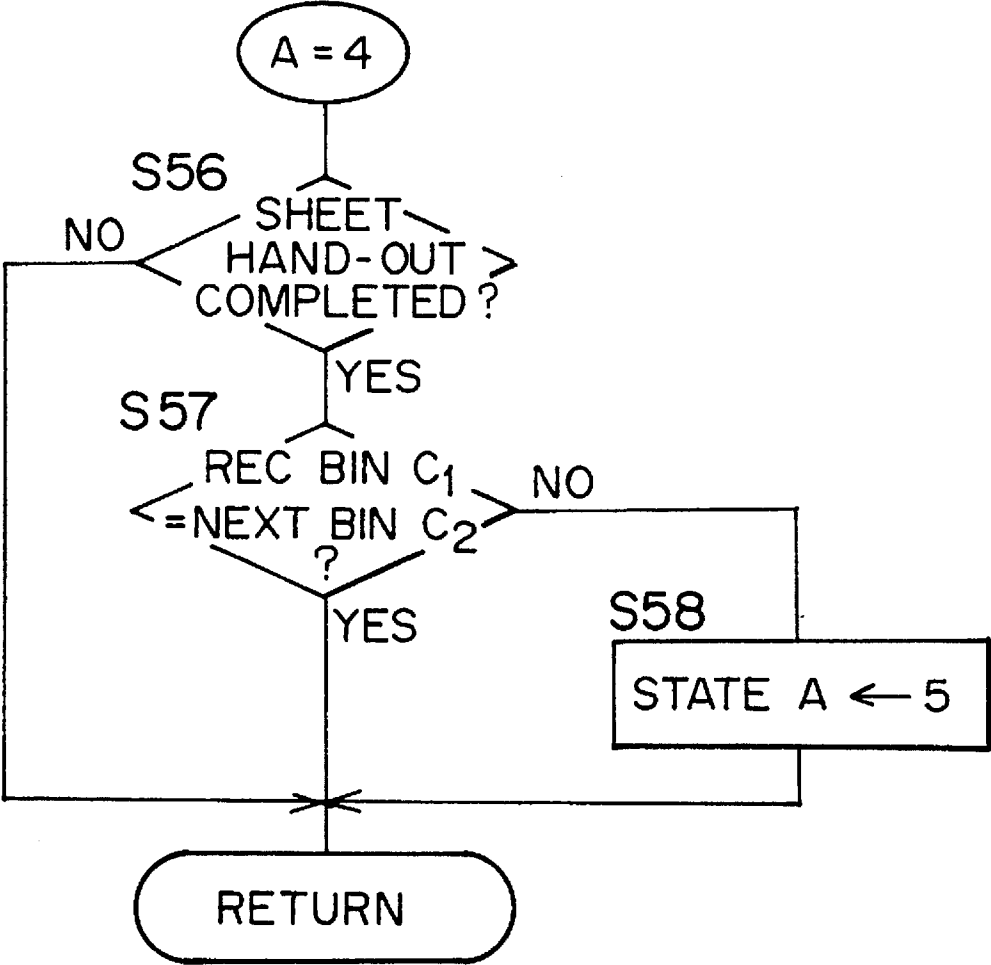 A = 4
S56
SHEET
HAND-OUT
COMPLETED?
NO
YES
S57
REC BIN C1
=NEXT BIN C2
?
NO
YES
S58
STATE A ← 5
RETURN